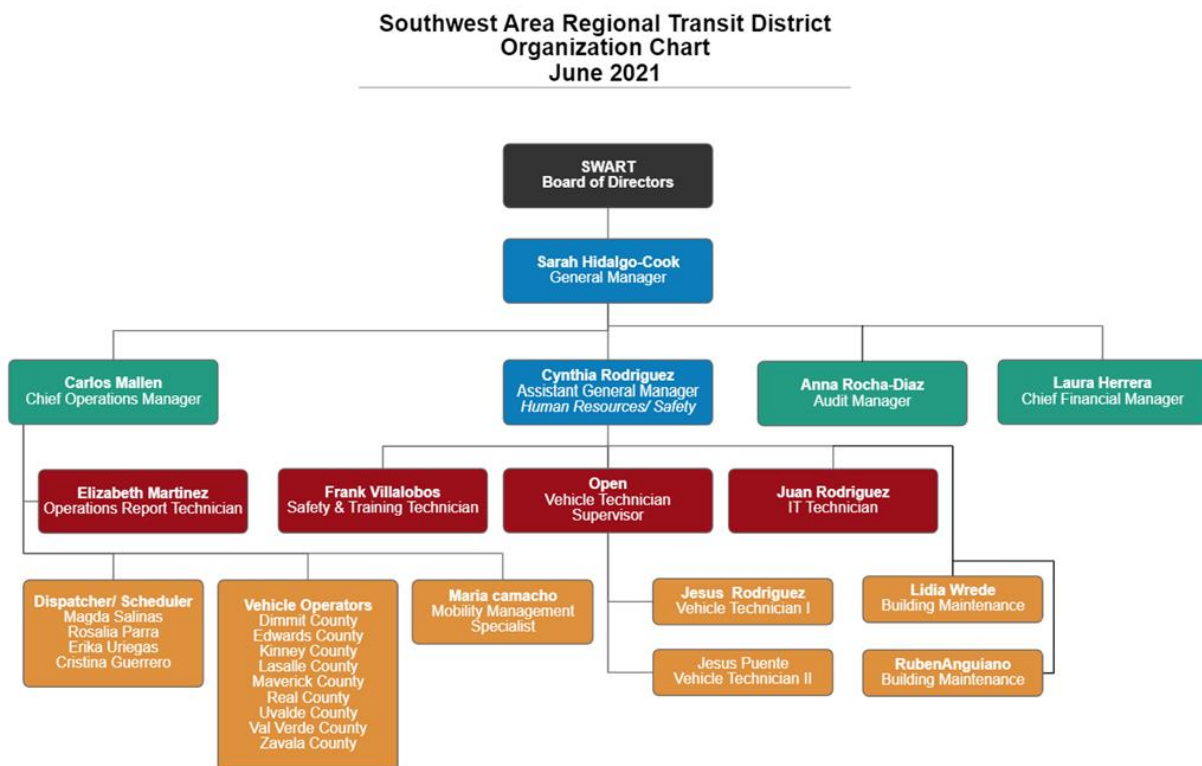 Southwest Area Regional Transit District
Organization Chart
June 2021
SWART
Board of Directors
Sarah Hidalgo-Cook
General Manager
Carlos Mallen
Chief Operations Manager
Cynthia Rodriguez
Assistant General Manager
Human Resources/ Safety
Anna Rocha-Diaz
Audit Manager
Laura Herrera
Chief Financial Manager
Elizabeth Martinez
Operations Report Technician
Frank Villalobos
Safety & Training Technician
Open
Vehicle Technician
Supervisor
Juan Rodriguez
IT Technician
Dispatcher/ Scheduler
Magda Salinas
Rosalia Parra
Erika Uriegas
Cristina Guerrero
Vehicle Operators
Dimmit County
Edwards County
Kinney County
Lasalle County
Maverick County
Real County
Uvalde County
Val Verde County
Zavala County
Maria camacho
Mobility Management
Specialist
Jesus Rodriguez
Vehicle Technician I
Lidia Wrede
Building Maintenance
Jesus Puente
Vehicle Technician II
RubenAnguiano
Building Maintenance